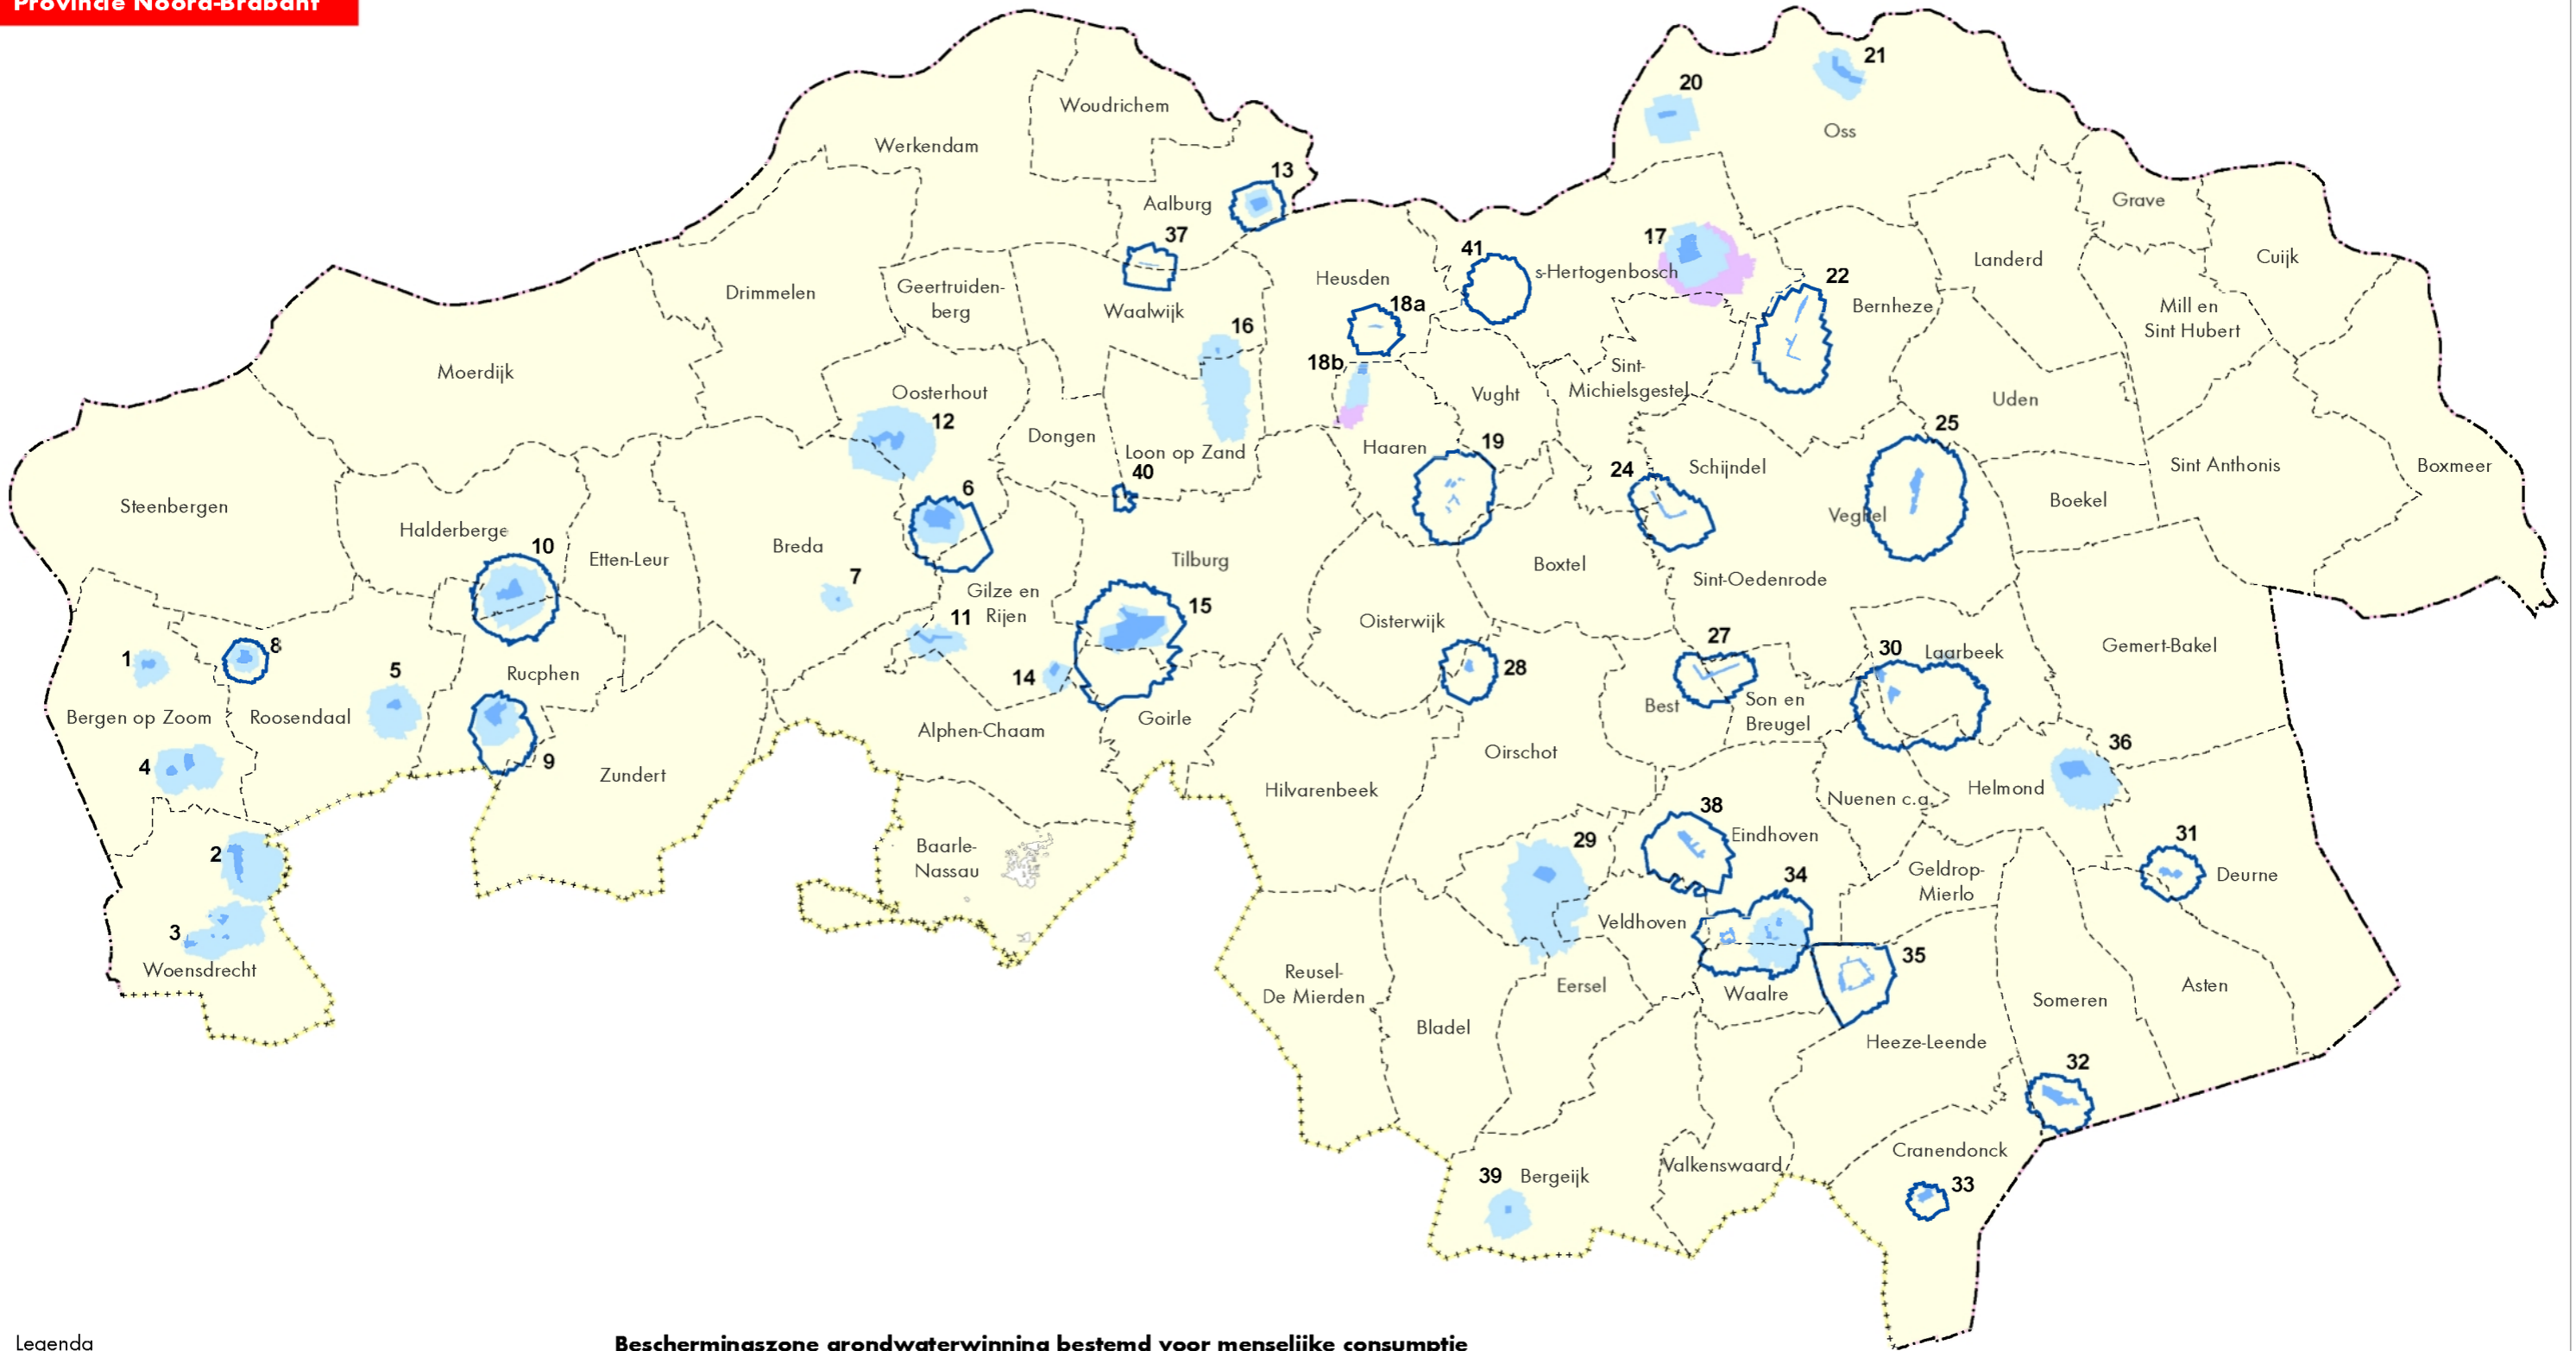 Provincie Noord-Brabant
21
20
Woudrichem
Oss
Werkendam
13
Aalburg
Grave
37
41
17
Cuijk
Landerd
Heusden
s-Hertogenbosch
22
Drimmelen
Geertruiden-
berg
18a
Bernheze
Mill en
Sint Hubert
Waalwijk
16
18b
Moerdijk
Sint-
Michielsgestel
Oosterhout
Vught
Uden
12
25
Dongen
Haaren
19
Loon op Zand
40
24
Schijndel
Sint Anthonis
Boxmeer
6
Steenbergen
Boekel
Veghel
Halderberge
10
Breda
Etten-Leur
Tilburg
Boxtel
7
Sint-Oedenrode
Gilze en
Rijen
11
15
Oisterwijk
27
30
Laarbeek
Gemert-Bakel
1
8
5
Rucphen
14
28
Bergen op Zoom
Roosendaal
Goirle
Best
Son en
Breugel
Alphen-Chaam
36
Oirschot
4
9
Zundert
Hilvarenbeek
Helmond
Nuenen c.a.
38
29
Eindhoven
31
2
Baarle-
Nassau
Geldrop-
Mierlo
34
Deurne
3
Veldhoven
35
Woensdrecht
Reusel-
De Mierden
Eersel
Waalre
Someren
Asten
Bladel
Heeze-Leende
32
Cranendonck
39
Bergeijk
Valkenswaard
33
Legenda
Beschermingszone grondwaterwinning bestemd voor menselijke consumptie